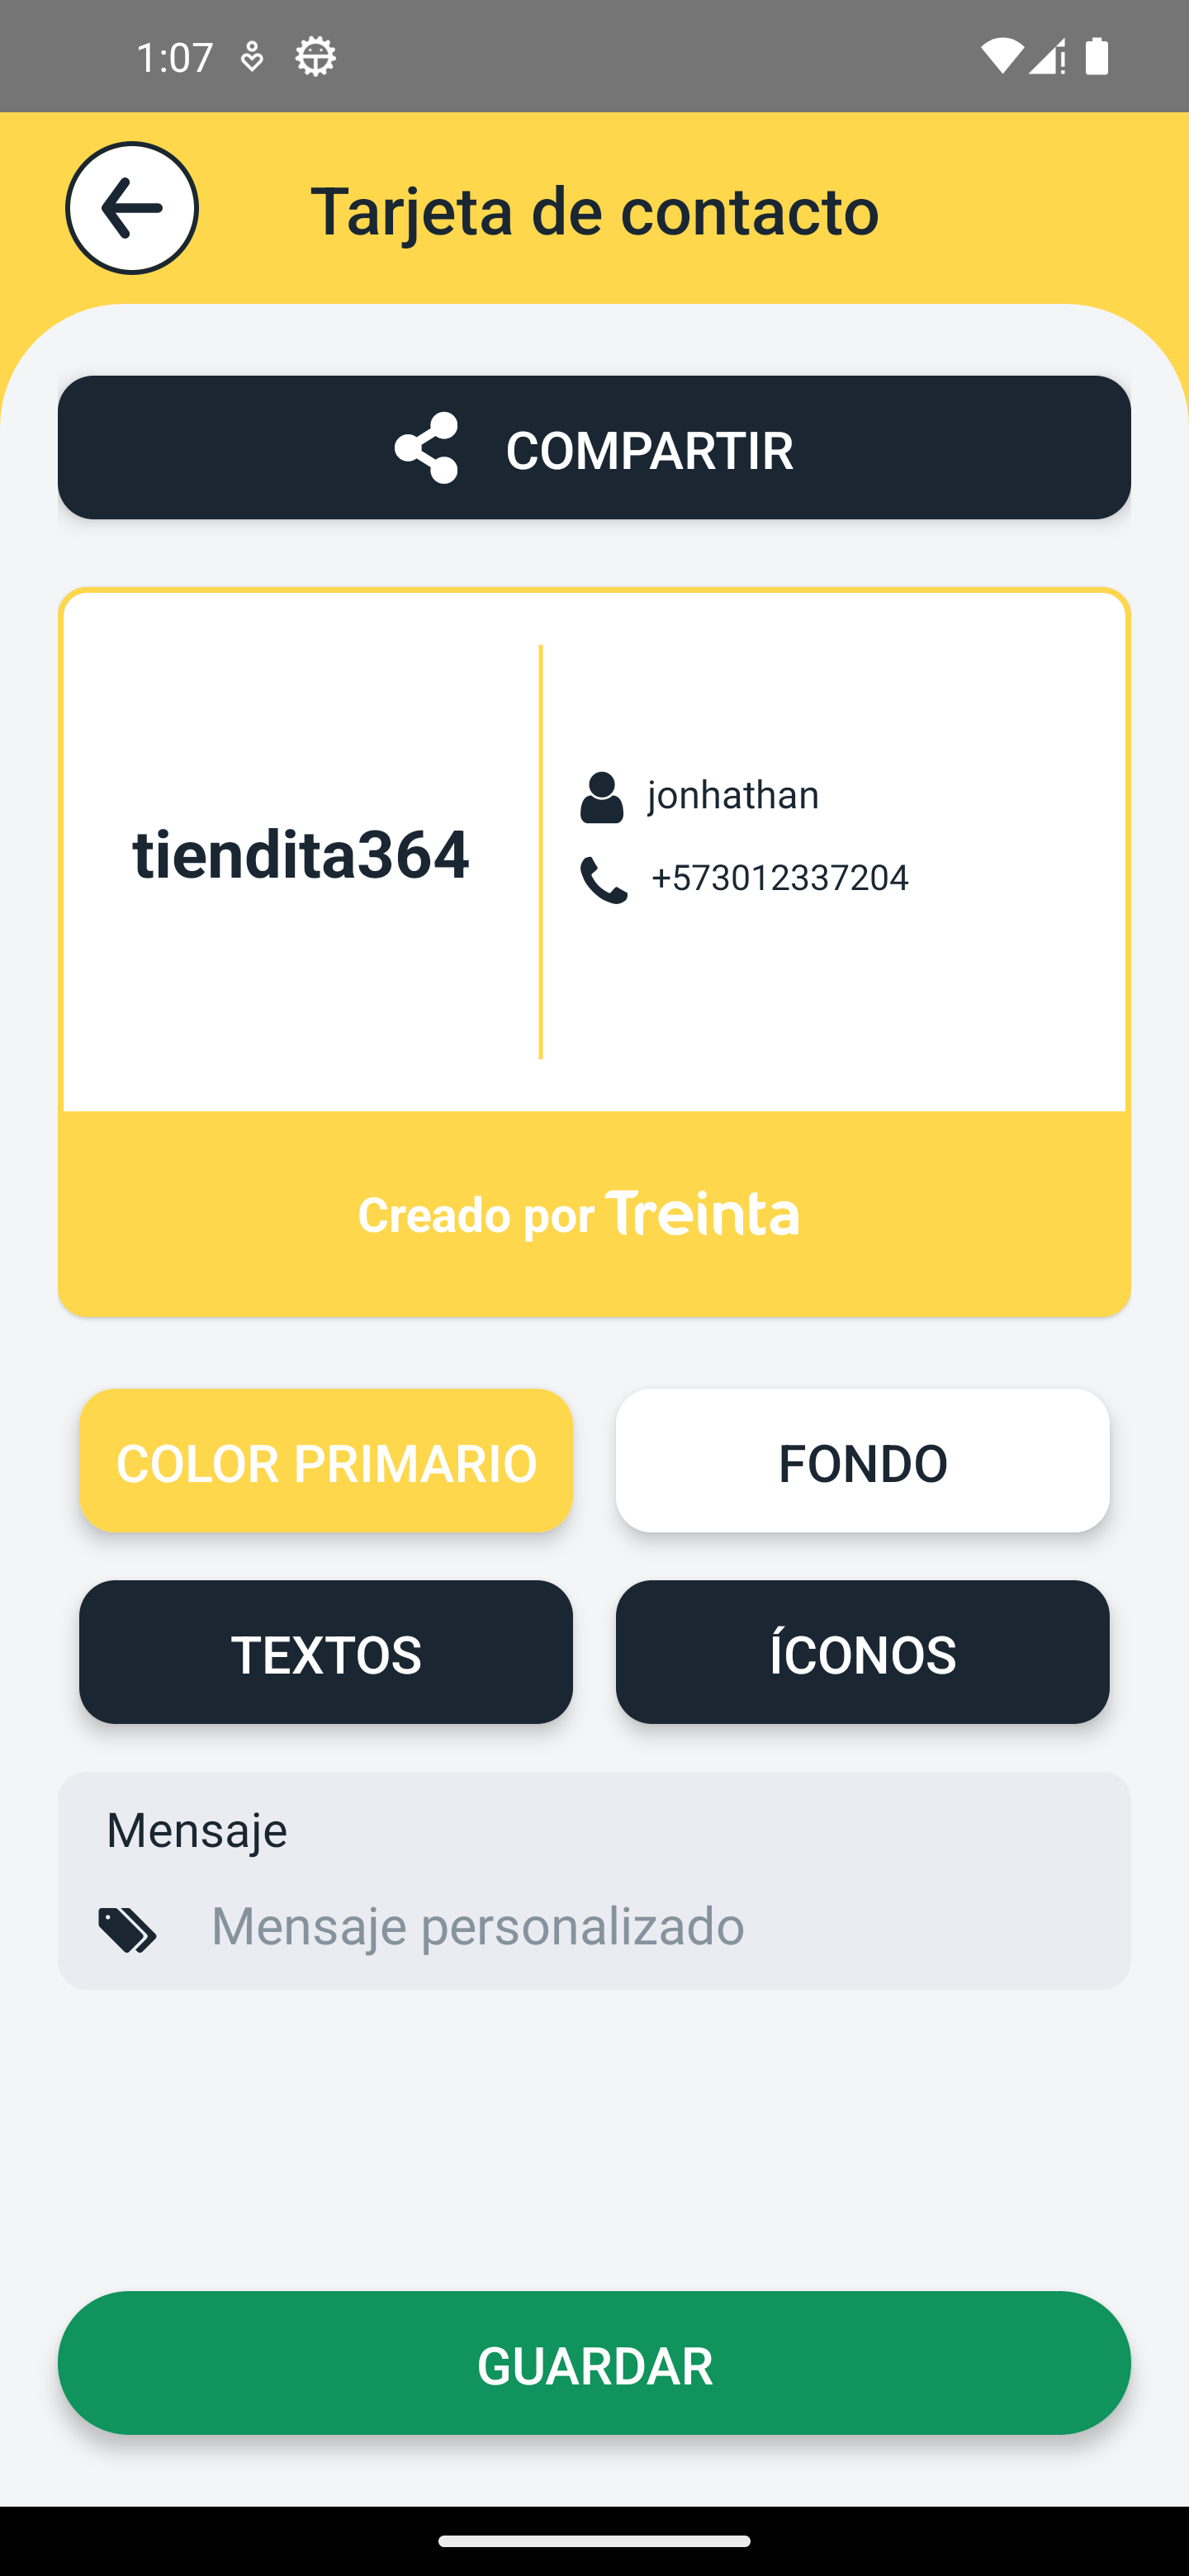 1:07
Tarjeta de contacto
COMPARTIR
tiendita364
jonhathan
+573012337204
Creado por Treinta
COLOR PRIMARIO
FONDO
TEXTOS
ÍCONOS
Mensaje
Mensaje personalizado
GUARDAR